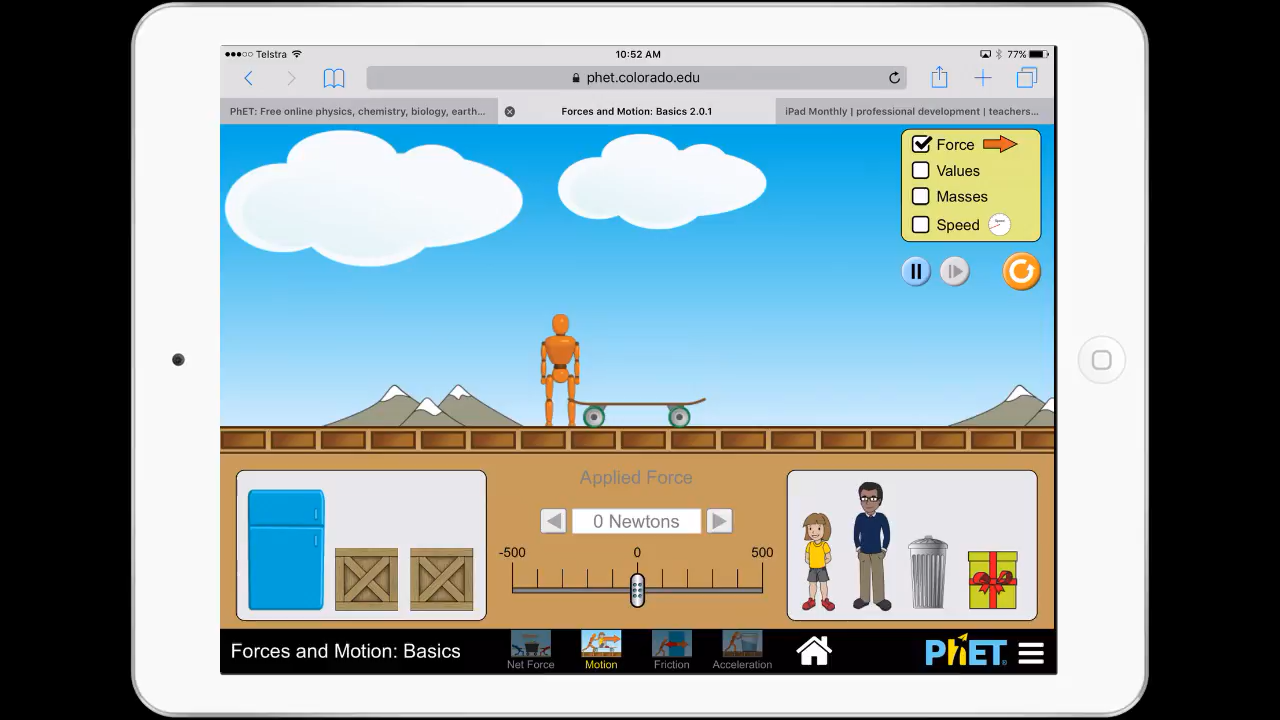 Telstra
10:52 AM
77%
phet.colorado.edu
PhET: Free online physics, chemistry, biology, earth...
Forces and Motion: Basics 2.0.1
iPad Monthly | professional development | teachers...
Force
Values
Masses
Speed
Applied Force
0 Newtons
-500
0
500
Forces and Motion: Basics
Net Force
Motion
Friction
Acceleration
PhET